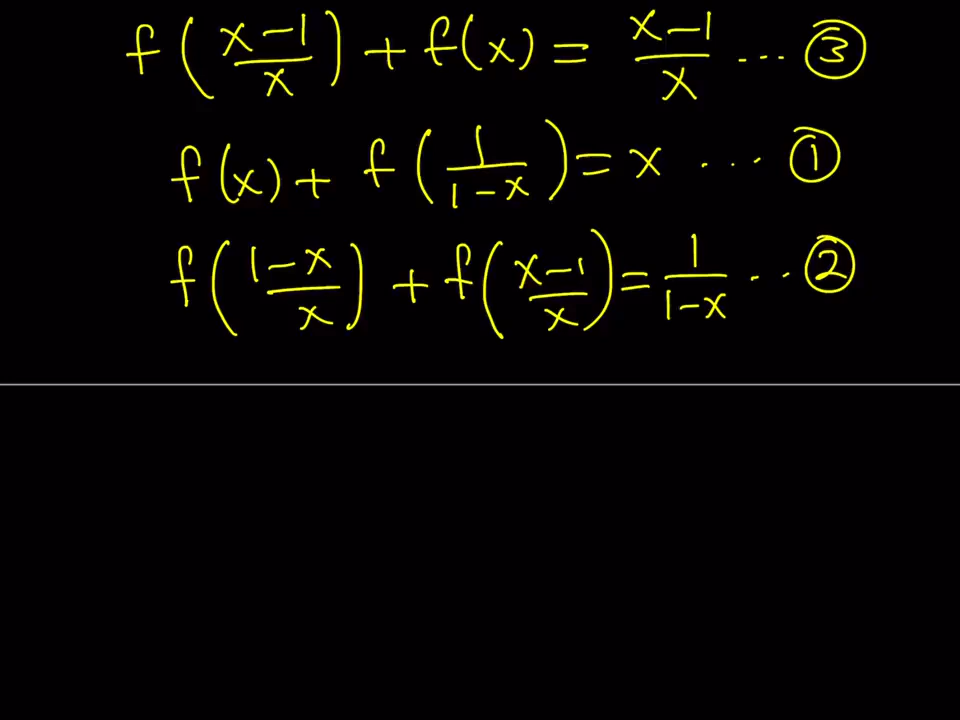 f((x-1)/x) + f(x) = (x-1)/x ... ③
f(x) + f(1/(1-x)) = x ... ①
f((1-x)/x) + f((x-1)/x) = 1/(1-x) ... ②